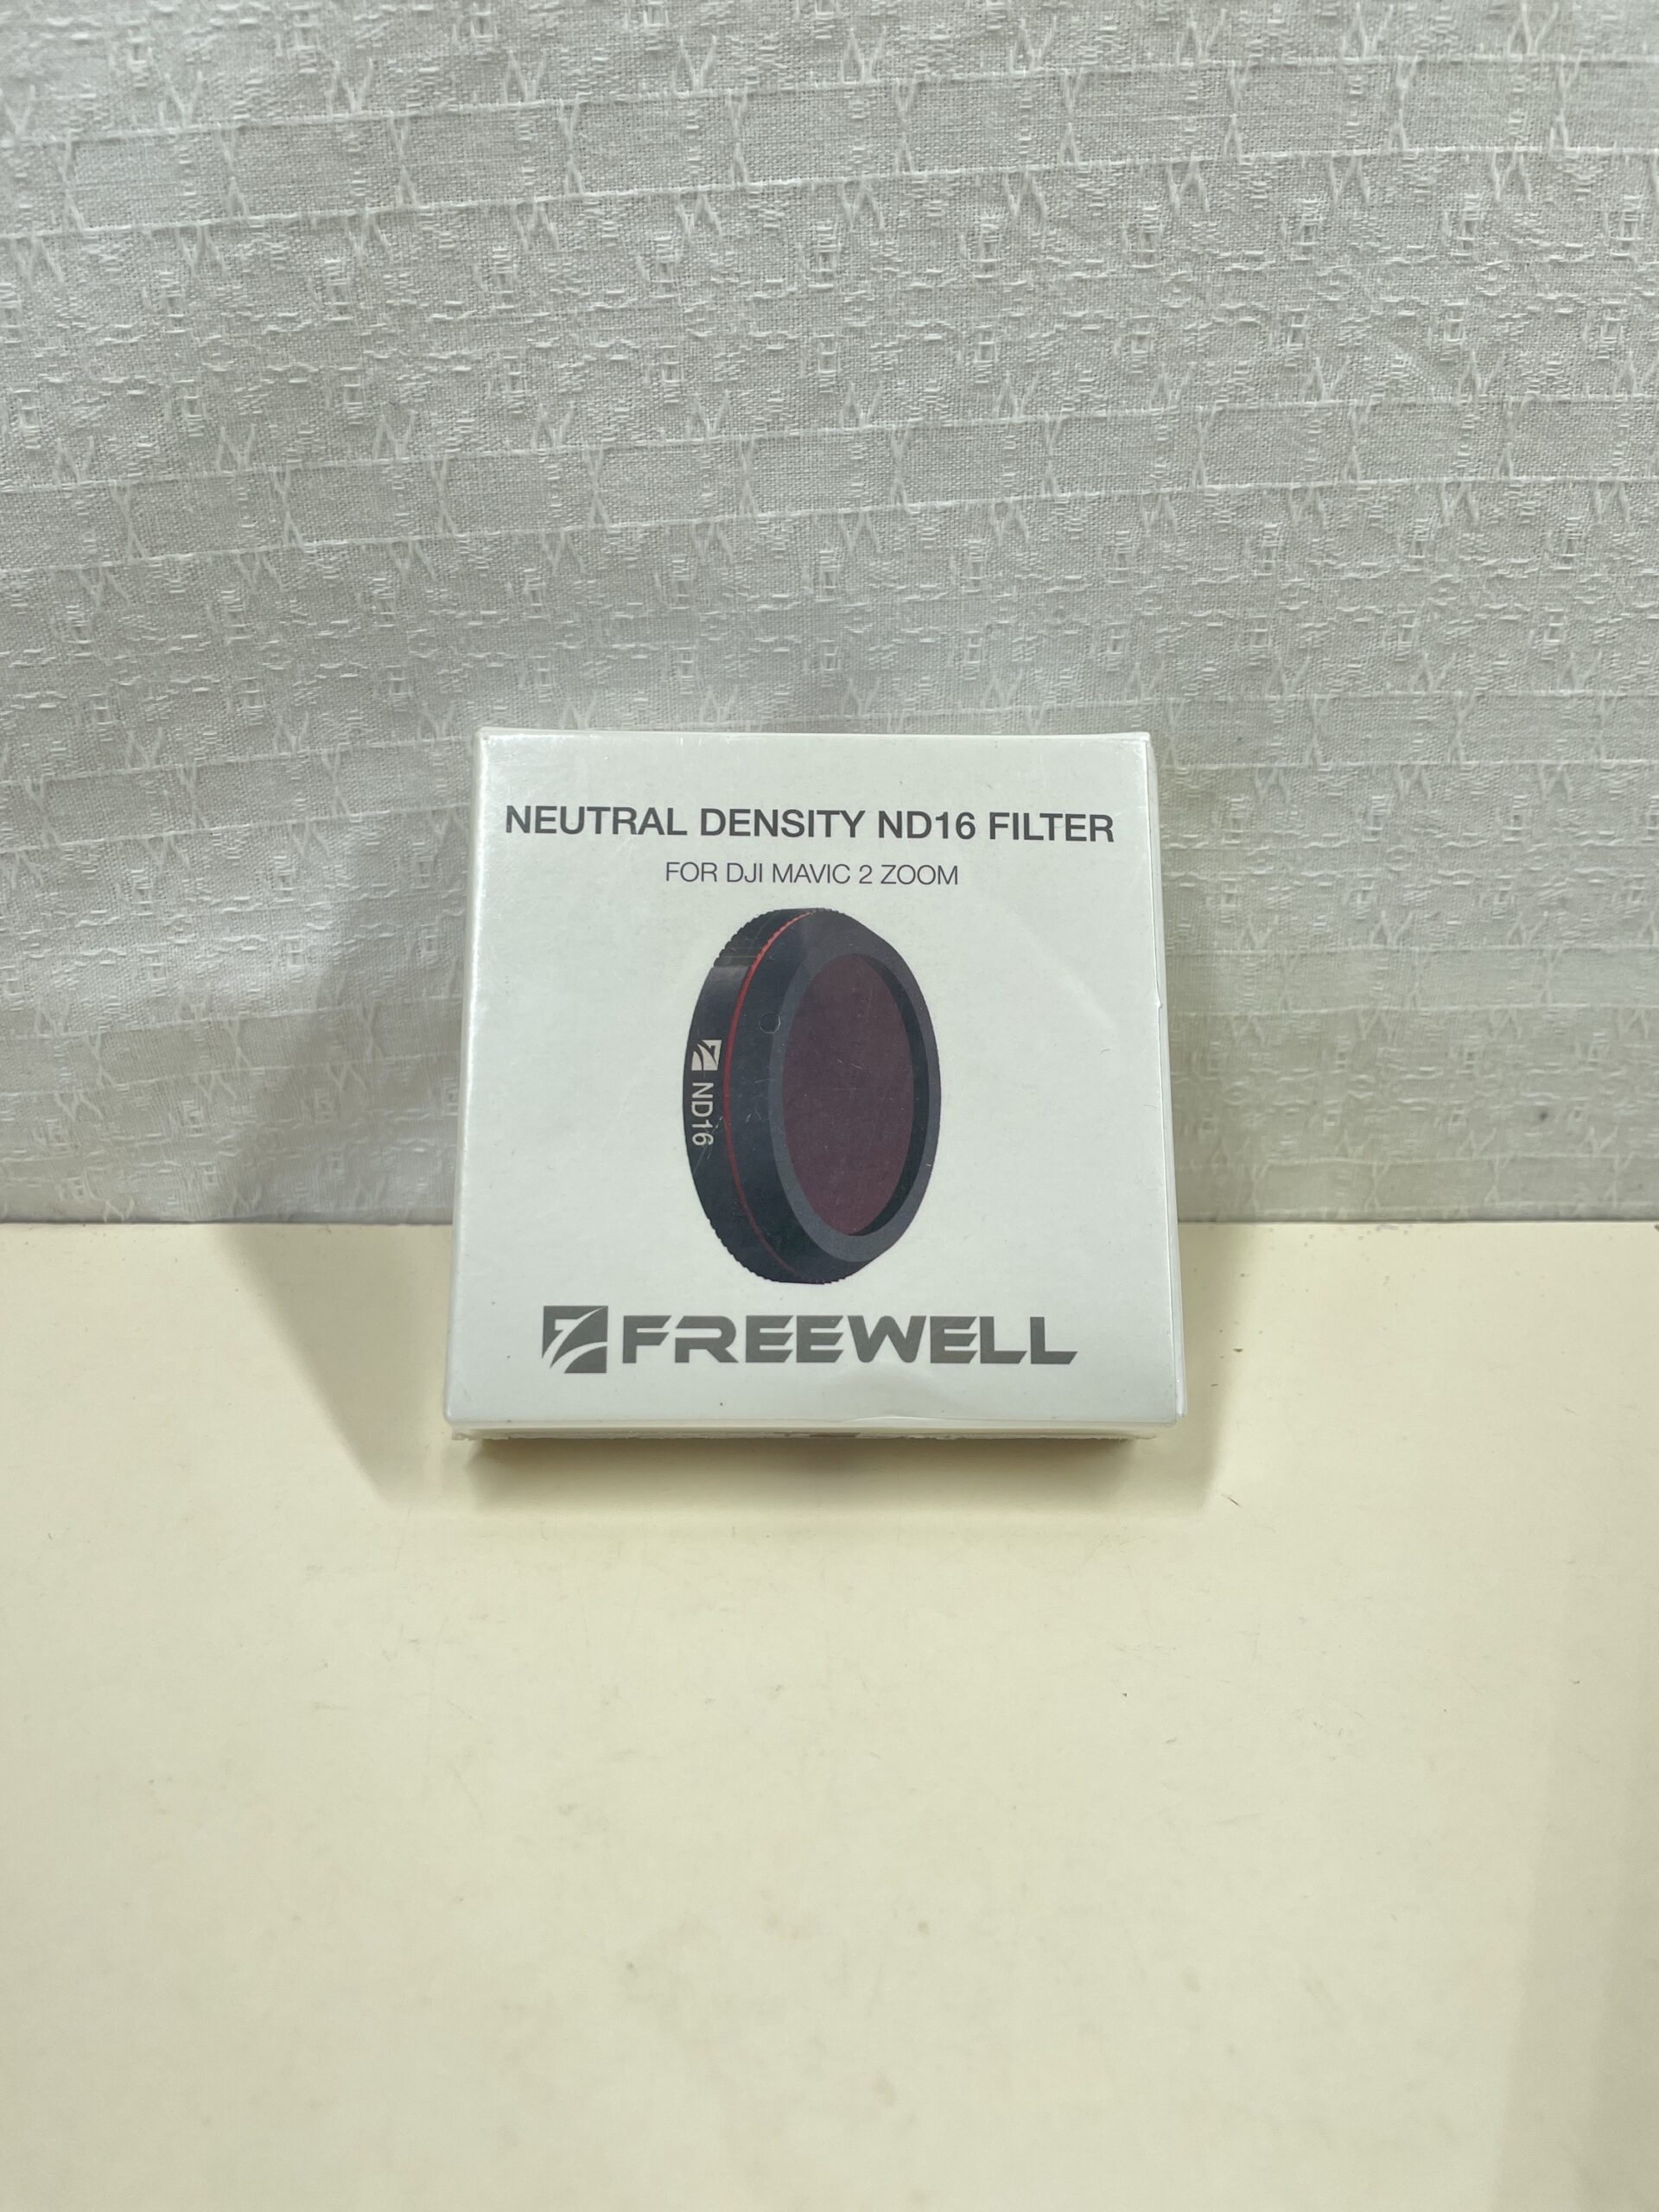 NEUTRAL DENSITY ND16 FILTER
FOR DJI MAVIC 2 ZOOM
ND16
FREEWELL